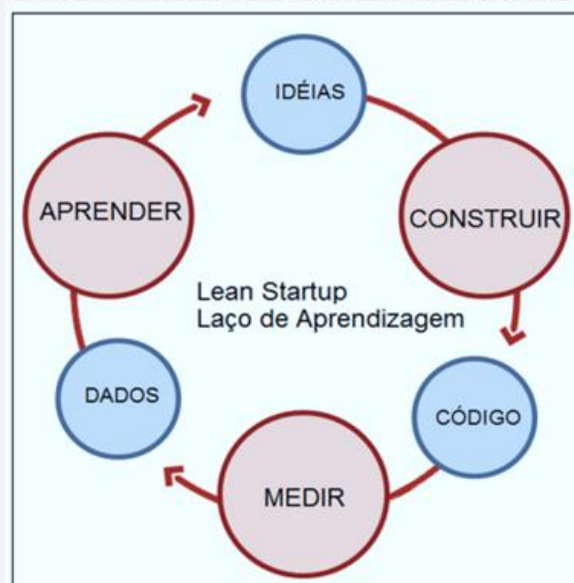 IDÉIAS
APRENDER
CONSTRUIR
Lean Startup
Laço de Aprendizagem
DADOS
CÓDIGO
MEDIR